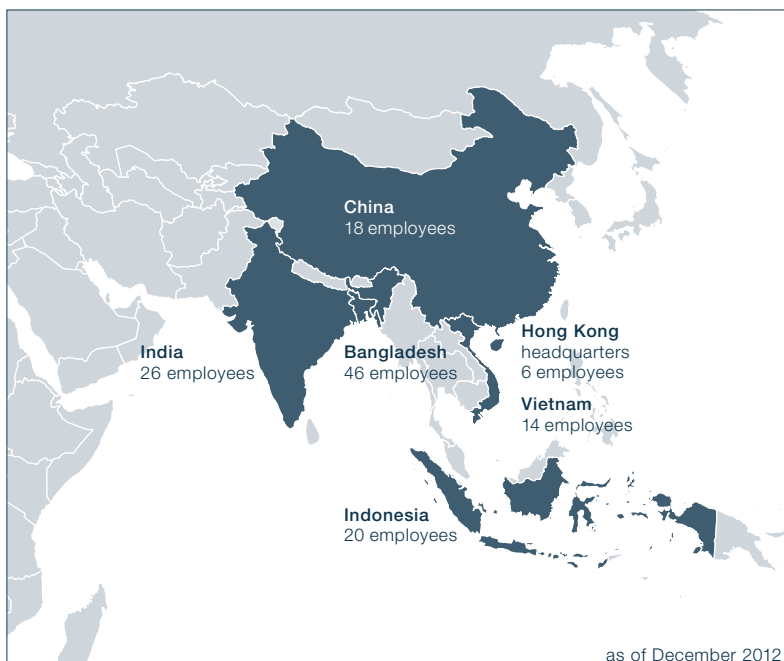 China
18 employees
India
26 employees
Bangladesh
46 employees
Hong Kong
headquarters
6 employees
Vietnam
14 employees
Indonesia
20 employees
as of December 2012